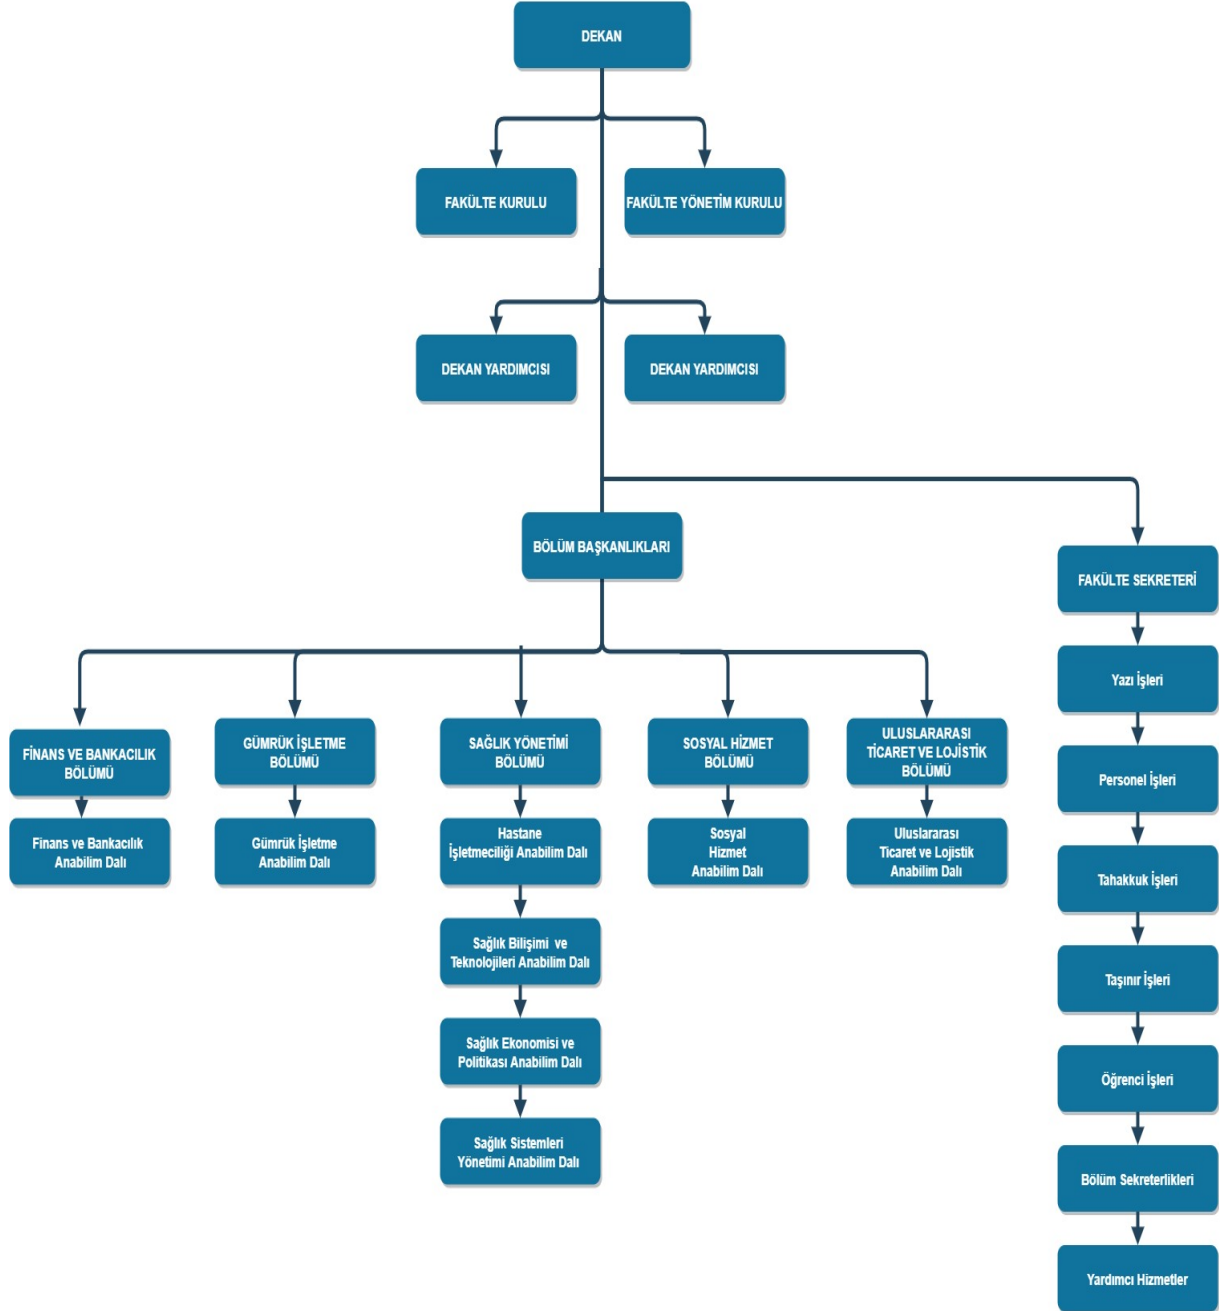 DEKAN
FAKÜLTE KURULU
FAKÜLTE YÖNETİM KURULU
DEKAN YARDIMCISI
DEKAN YARDIMCISI
BÖLÜM BAŞKANLIKLARI
FAKÜLTE SEKRETERİ
Yazı İşleri
Personel İşleri
Tahakkuk İşleri
Taşınır İşleri
Öğrenci İşleri
Bölüm Sekreterlikleri
Yardımcı Hizmetler
FİNANS VE BANKACILIK
BÖLÜMÜ
Finans ve Bankacılık
Anabilim Dalı
GÜMRÜK İŞLETME
BÖLÜMÜ
Gümrük İşletme
Anabilim Dalı
SAĞLIK YÖNETİMİ
BÖLÜMÜ
Hastane
İşletmeciliği Anabilim Dalı
Sağlık Bilişimi ve
Teknolojileri Anabilim Dalı
Sağlık Ekonomisi ve
Politikası Anabilim Dalı
Sağlık Sistemleri
Yönetimi Anabilim Dalı
SOSYAL HİZMET
BÖLÜMÜ
Sosyal
Hizmet
Anabilim Dalı
ULUSLARARASI
TİCARET VE LOJİSTİK
BÖLÜMÜ
Uluslararası
Ticaret ve Lojistik
Anabilim Dalı